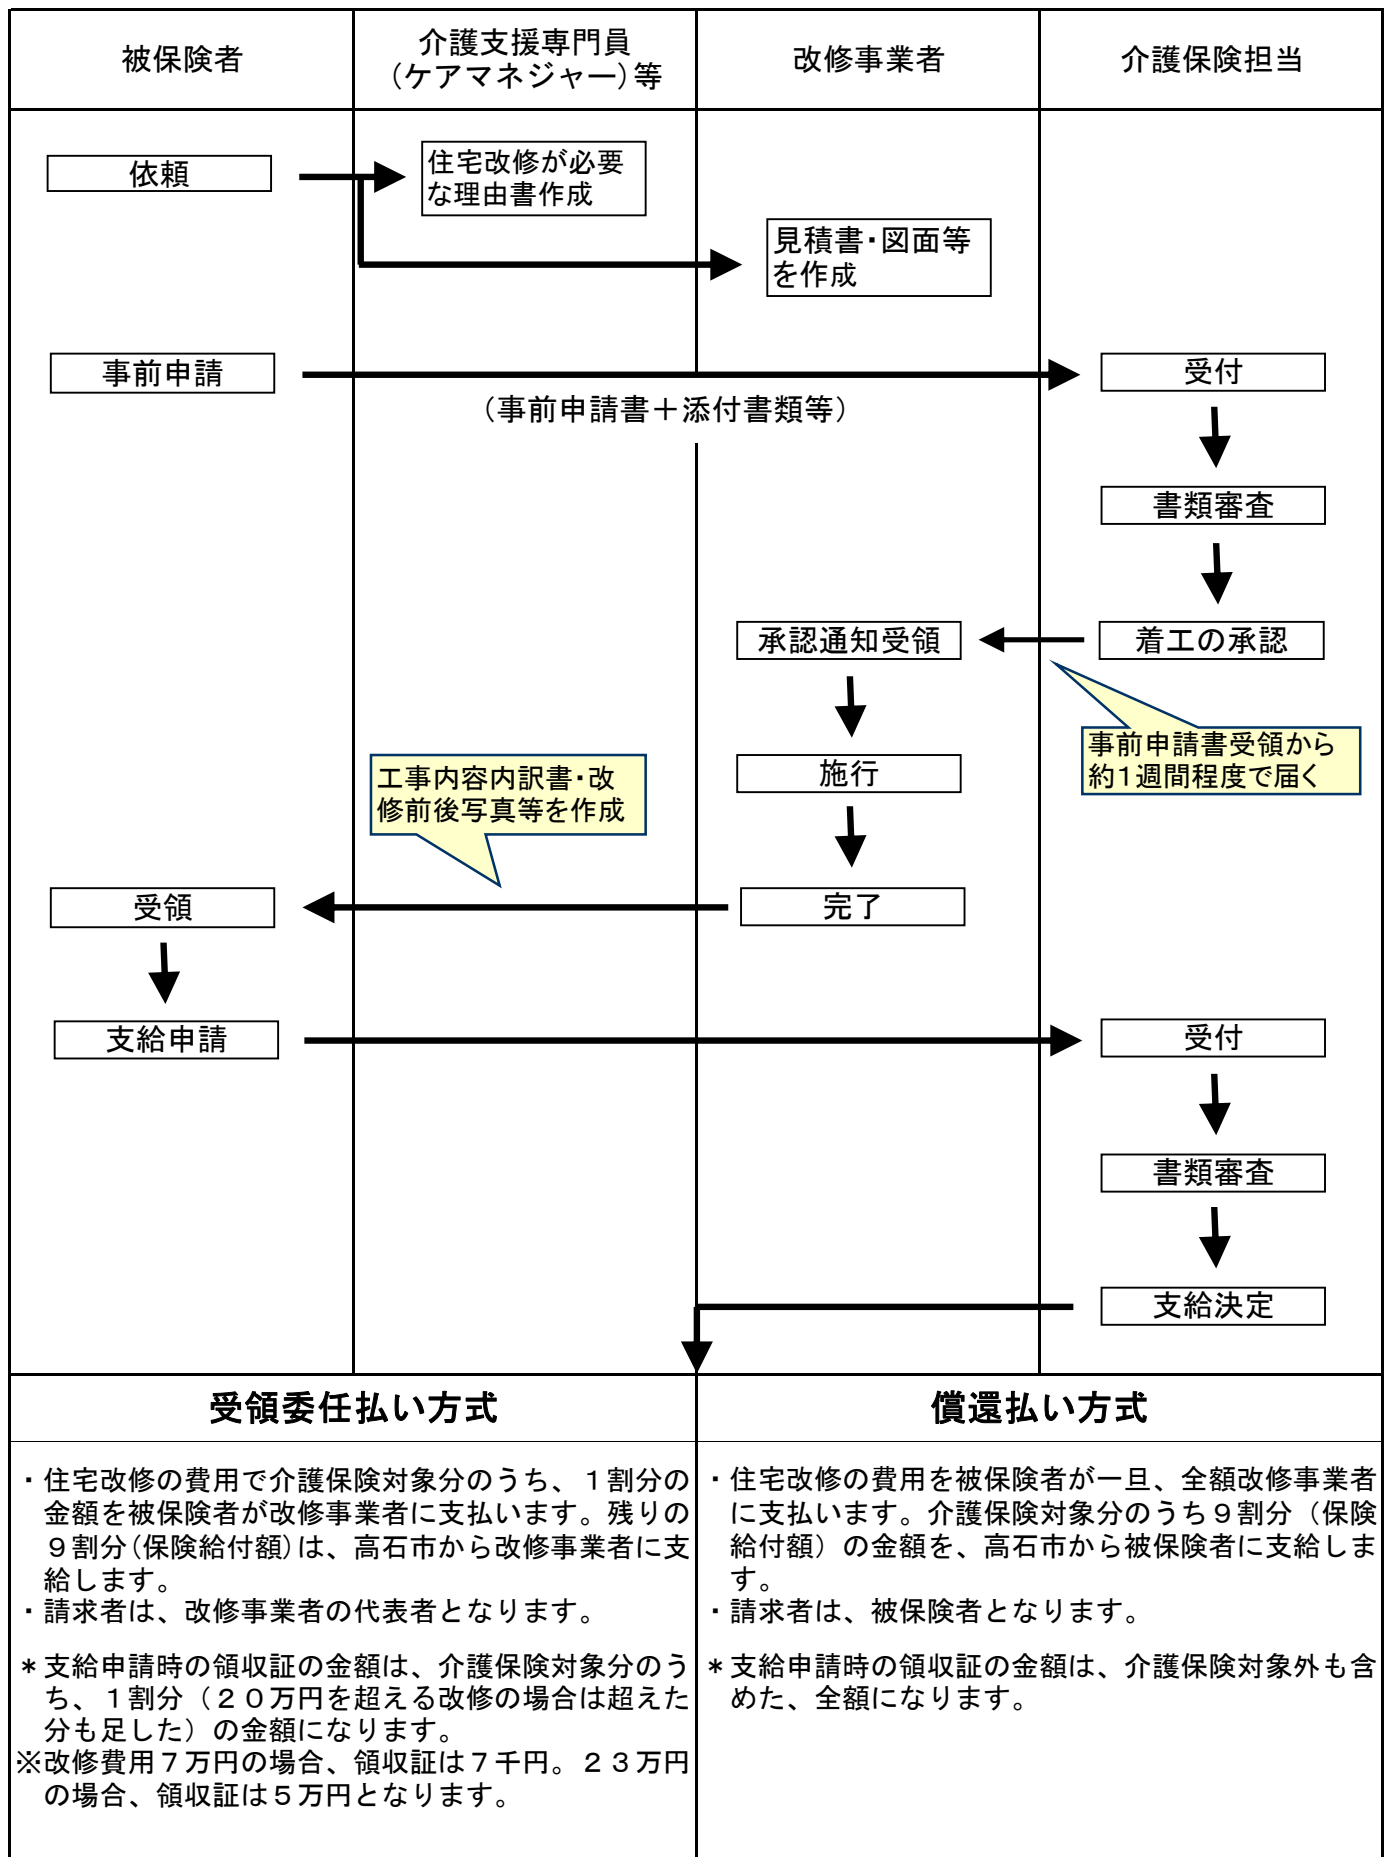 被保険者
介護支援専門員
（ケアマネジャー）等
改修事業者
介護保険担当
依頼
住宅改修が必要
な理由書作成
見積書・図面等
を作成
事前申請
受付
（事前申請書＋添付書類等）
書類審査
承認通知受領
着工の承認
事前申請書受領から
約１週間程度で届く
施行
工事内容内訳書・改
修前後写真等を作成
受領
完了
支給申請
受付
書類審査
支給決定
受領委任払い方式
・住宅改修の費用で介護保険対象分のうち、１割分の
金額を被保険者が改修事業者に支払います。残りの
９割分(保険給付額)は、高石市から改修事業者に支
給します。
・請求者は、改修事業者の代表者となります。
＊支給申請時の領収証の金額は、介護保険対象分のう
ち、１割分（２０万円を超える改修の場合は超えた
分も足した）の金額になります。
※改修費用７万円の場合、領収証は７千円。２３万円
の場合、領収証は５万円となります。
償還払い方式
・住宅改修の費用を被保険者が一旦、全額改修事業者
に支払います。介護保険対象分のうち９割分（保険
給付額）の金額を、高石市から被保険者に支給しま
す。
・請求者は、被保険者となります。
＊支給申請時の領収証の金額は、介護保険対象外も含
めた、全額になります。